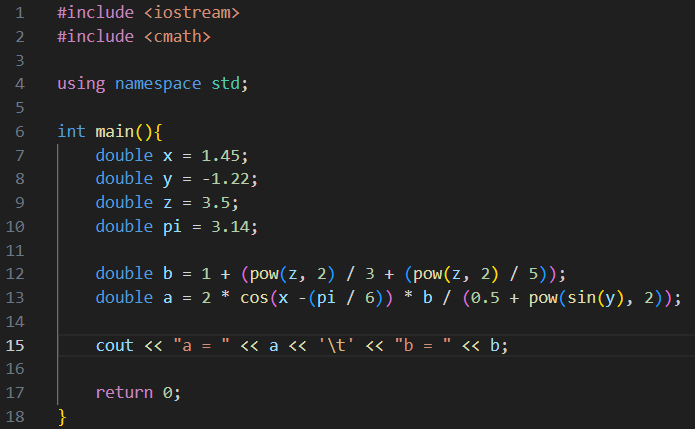 1 #include <iostream>
2 #include <cmath>
3
4 using namespace std;
5
6 int main(){
7     double x = 1.45;
8     double y = -1.22;
9     double z = 3.5;
10     double pi = 3.14;
11
12     double b = 1 + (pow(z, 2) / 3 + (pow(z, 2) / 5));
13     double a = 2 * cos(x -(pi / 6)) * b / (0.5 + pow(sin(y), 2));
14
15     cout << "a = " << a << '\t' << "b = " << b;
16
17     return 0;
18 }